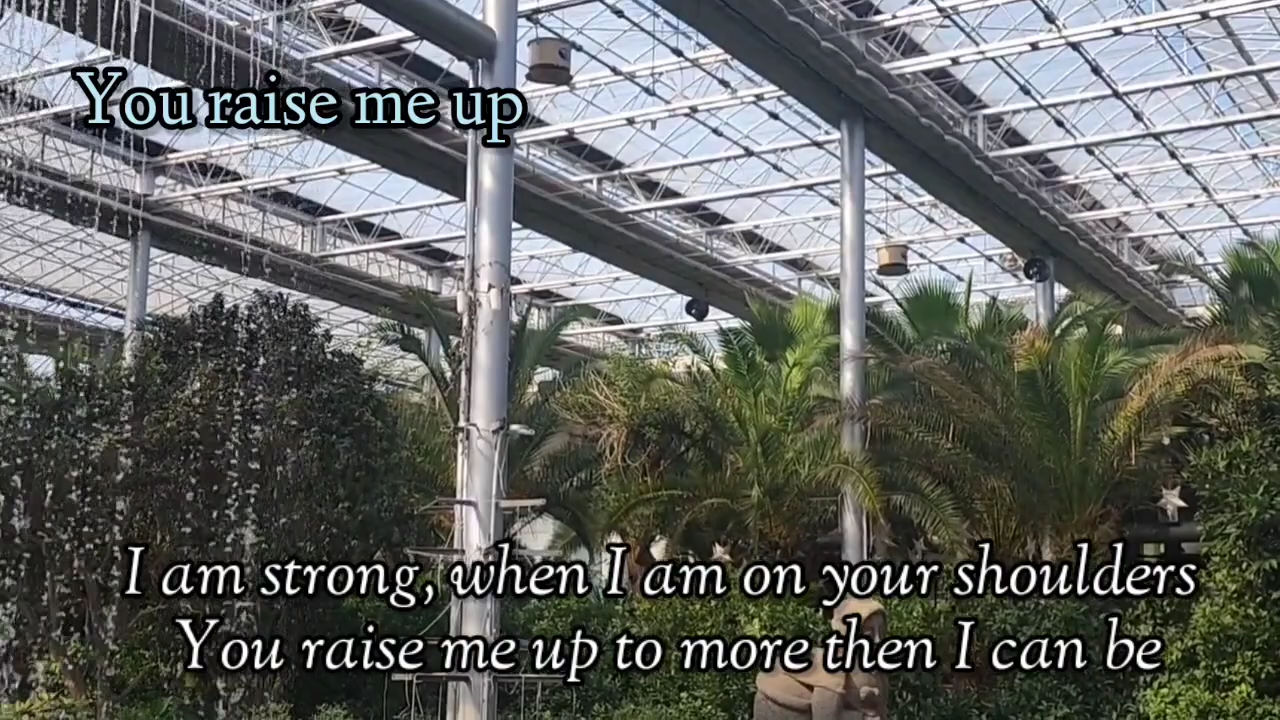 You raise me up
I am strong, when I am on your shoulders
You raise me up to more then I can be